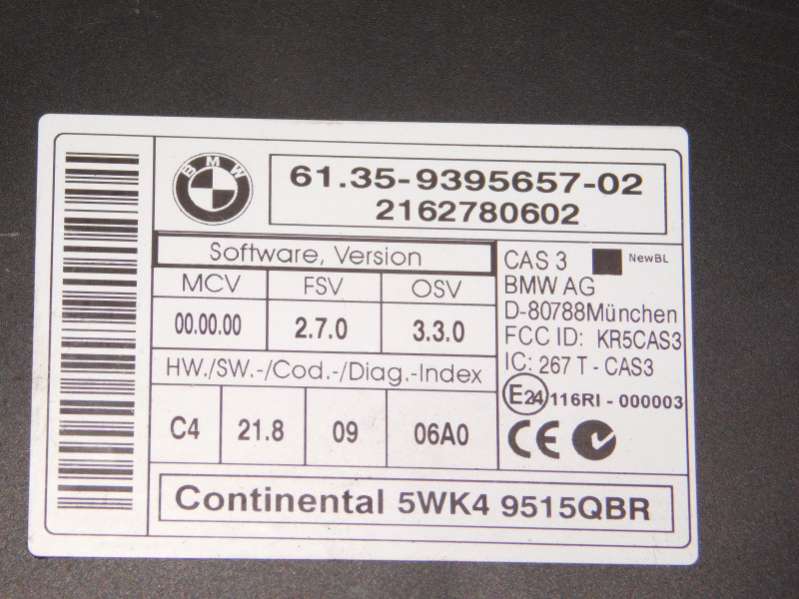 BMW
61.35-9395657-02
2162780602
Software, Version
MCV FSV OSV
00.00.00 2.7.0 3.3.0
HW./SW.-/Cod.-/Diag.-Index
C4 21.8 09 06A0
CAS 3 NewBL
BMW AG
D-80788München
FCC ID: KR5CAS3
IC: 267 T - CAS3
E24 116RI - 000003
CE
Continental 5WK4 9515QBR